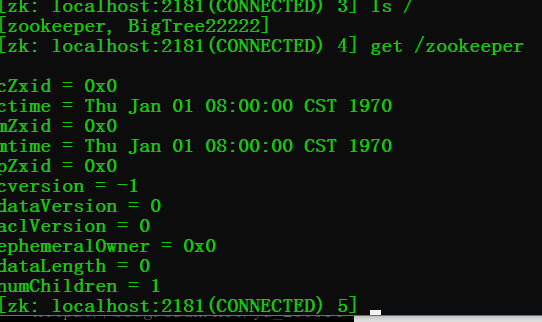 [zk: localhost:2181(CONNECTED) 3] ls /
[zookeeper, BigTree22222]
[zk: localhost:2181(CONNECTED) 4] get /zookeeper
cZxid = 0x0
ctime = Thu Jan 01 08:00:00 CST 1970
mZxid = 0x0
mtime = Thu Jan 01 08:00:00 CST 1970
pZxid = 0x0
cversion = -1
dataVersion = 0
aclVersion = 0
ephemeralOwner = 0x0
dataLength = 0
numChildren = 1
[zk: localhost:2181(CONNECTED) 5]